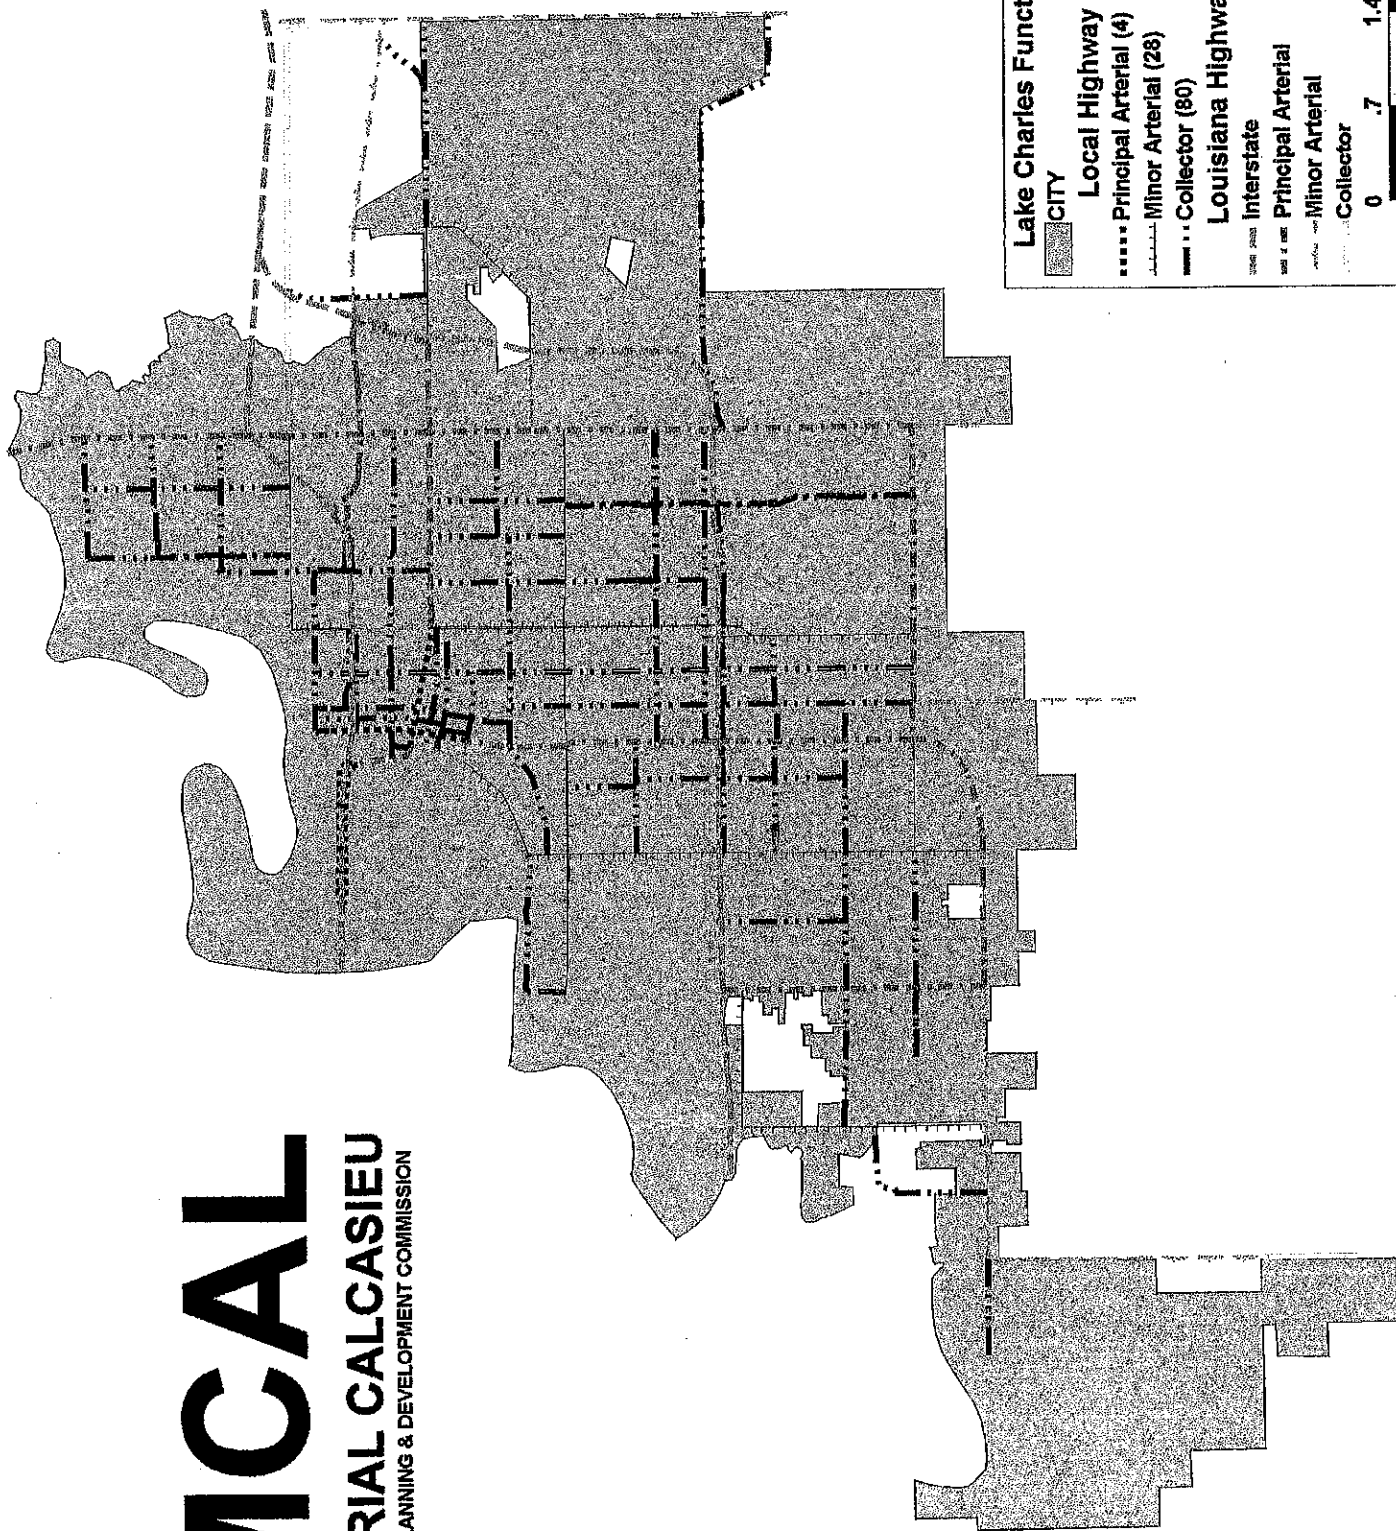 MCAL
RIAL CALCASIEU
ANNING & DEVELOPMENT COMMISSION
Lake Charles Funct
CITY
Local Highway
Principal Arterial (4)
Minor Arterial (28)
Collector (80)
Louisiana Highwa
Interstate
Principal Arterial
Minor Arterial
Collector
0 .7 1.4